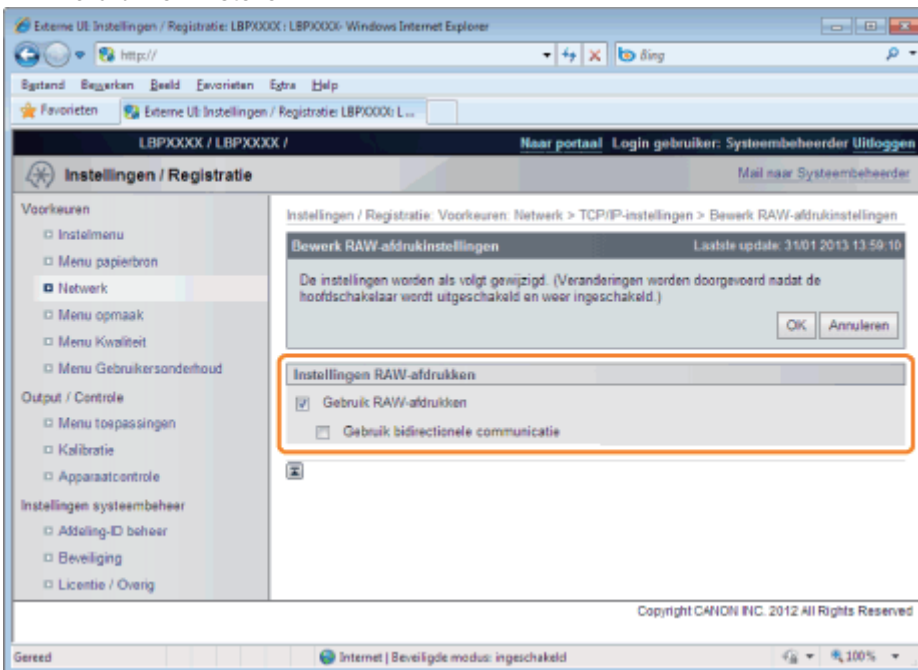 Externe UI: Instellingen / Registratie: LBPXXXX : LBPXXXX- Windows Internet Explorer
http://
Bing
Bestand Bewerken Beeld Favorieten Extra Help
Favorieten Externe UI: Instellingen / Registratie: LBPXXXX: L...
LBPXXXX / LBPXXXX / Naar portaal Login gebruiker: Systeembeheerder Uitloggen
Instellingen / Registratie Mail naar Systeembeheerder
Voorkeuren
Instelmenu
Menu papierbron
Netwerk
Menu opmaak
Menu Kwaliteit
Menu Gebruikersonderhoud
Output / Controle
Menu toepassingen
Kalibratie
Apparaatcontrole
Instellingen systeembeheer
Afdeling-ID beheer
Beveiliging
Licentie / Overig
Instellingen / Registratie: Voorkeuren: Netwerk > TCP/IP-instellingen > Bewerk RAW-afdrukinstellingen
Bewerk RAW-afdrukinstellingen Laatste update: 31/01 2013 13:59:10
De instellingen worden als volgt gewijzigd. (Veranderingen worden doorgevoerd nadat de
hoofdschakelaar wordt uitgeschakeld en weer ingeschakeld.)
OK Annuleren
Instellingen RAW-afdrukken
Gebruik RAW-afdrukken
Gebruik bidirectionele communicatie
Copyright CANON INC. 2012 All Rights Reserved
Gereed Internet | Beveiligde modus: ingeschakeld 100%